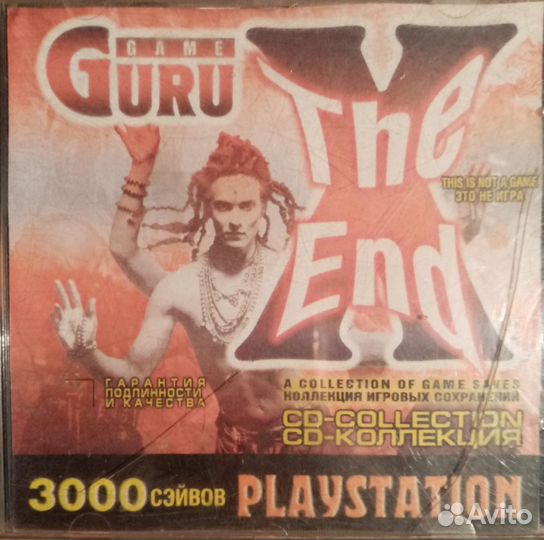 GAME
GURU
X
The
End
THIS IS NOT A GAME
ЭТО НЕ ИГРА
ГАРАНТИЯ
ПОДЛИННОСТИ
И КАЧЕСТВА
A COLLECTION OF GAME SAVES
КОЛЛЕКЦИЯ ИГРОВЫХ СОХРАНЕНИЙ
CD-COLLECTION
CD-КОЛЛЕКЦИЯ
3000 СЭЙВОВ PLAYSTATION
Avito